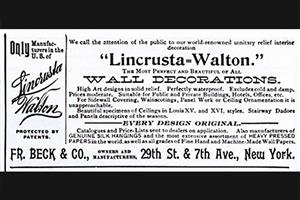 Only Manufac-
turers in the
U. S. of
Lincrusta
Walton
PROTECTED BY
PATENTS.
We call the attention of the public to our world-renowned sanitary relief interior
decoration
"Lincrusta-Walton."
THE MOST PERFECT AND BEAUTIFUL OF ALL
WALL DECORATIONS.
High Art designs in solid relief. Perfectly waterproof. Excludes cold and damp.
Prices moderate. Suitable for Public and Private Buildings, Hotels, Offices, etc.
For Sidewall Covering, Wainscotings, Panel Work or Ceiling Ornamentation it is
unapproachable.
Beautiful specimens of Ceilings in Louis XV. and XVI. styles, Stairway Dadoes
and Panels descriptive of the seasons.
EVERY DESIGN ORIGINAL.
Catalogues and Price-Lists sent to dealers on application. Also manufacturers of
GENUINE SILK HANGINGS and the most extensive assortment of HEAVY PRESSED
PAPERS in the world, as well as all grades of Fine Hand and Machine-Made Wall Papers.
FR. BECK & CO., OWNERS AND
MANUFACTURERS, 29th St. & 7th Ave., New York.